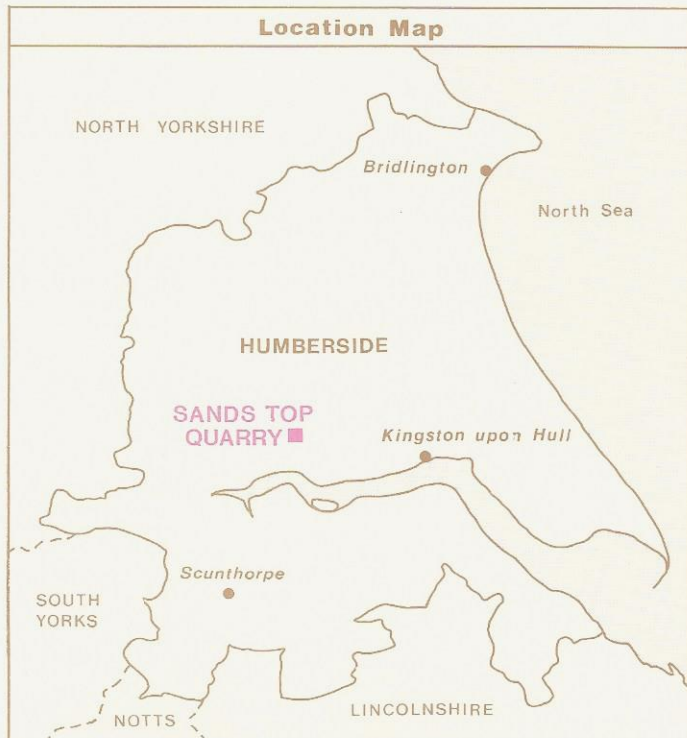 Location Map
NORTH YORKSHIRE
Bridlington
North Sea
HUMBERSIDE
SANDS TOP
QUARRY
Kingston upon Hull
Scunthorpe
SOUTH
YORKS
NOTTS
LINCOLNSHIRE